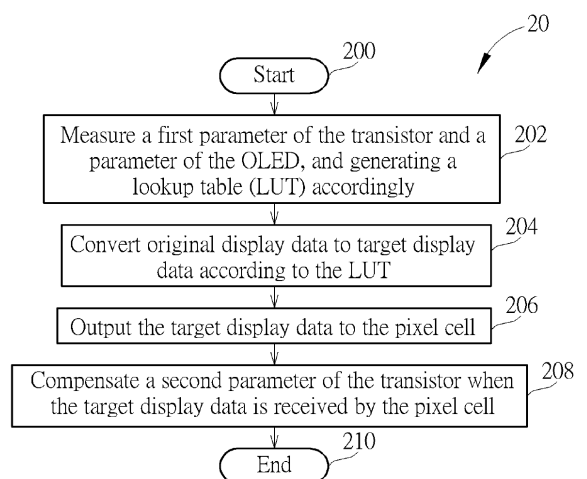 20
200
Start
Measure a first parameter of the transistor and a
parameter of the OLED, and generating a
lookup table (LUT) accordingly
202
Convert original display data to target display
data according to the LUT
204
Output the target display data to the pixel cell
206
Compensate a second parameter of the transistor when
the target display data is received by the pixel cell
208
End
210